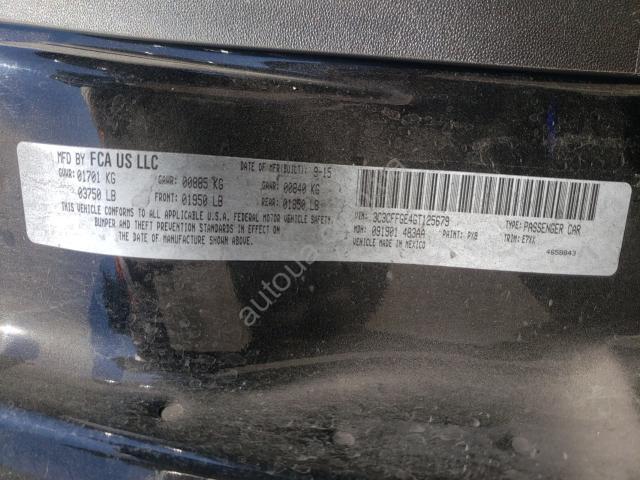 MFD BY FCA US LLC DATE OF MFR(BUILT): 9-15
GVWR: 01701 KG GAWR: 00885 KG GAWR: 00840 KG
03750 LB FRONT: 01950 LB REAR: 01850 LB
THIS VEHICLE CONFORMS TO ALL APPLICABLE U.S.A. FEDERAL MOTOR VEHICLE SAFETY,
BUMPER AND THEFT PREVENTION STANDARDS IN EFFECT ON
THE DATE OF MANUFACTURE SHOWN ABOVE.
VIN: 3C3CFFGE4GT125679 TYPE: PASSENGER CAR
MDH: 091901 483AA PAINT: PX8 TRIM: E7XX
VEHICLE MADE IN MEXICO 4658843
autoua